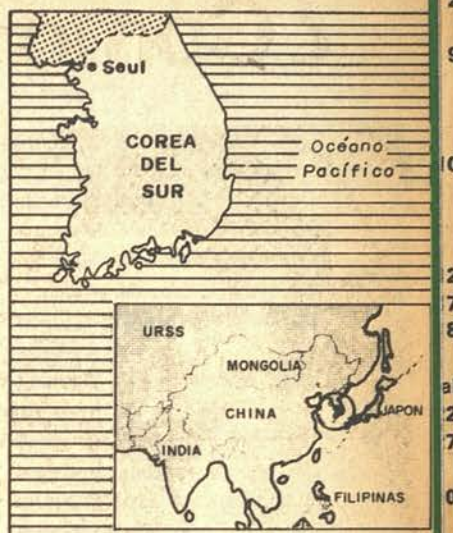 Seul
COREA
DEL
SUR
Océano
Pacífico
URSS
MONGOLIA
CHINA
JAPON
INDIA
FILIPINAS